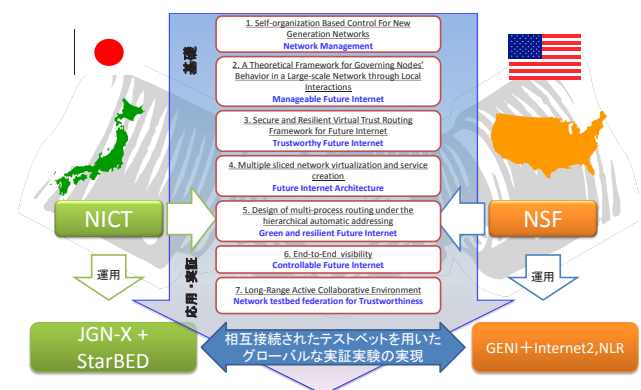 基礎
1. Self-organization Based Control For New
Generation Networks
Network Management
2. A Theoretical Framework for Governing Nodes'
Behavior in a Large-scale Network through Local
Interactions
Manageable Future Internet
3. Secure and Resilient Virtual Trust Routing
Framework for Future Internet
Trustworthy Future Internet
4. Multiple sliced network virtualization and service
creation
Future Internet Architecture
NICT
5. Design of multi-process routing under the
hierarchical automatic addressing
Green and resilient Future Internet
NSF
運用
応用・実証
6. End-to-End visibility
Controllable Future Internet
運用
7. Long-Range Active Collaborative Environment
Network testbed federation for Trustworthiness
JGN-X +
StarBED
相互接続されたテストベットを用いた
グローバルな実証実験の実現
GENI+Internet2,NLR